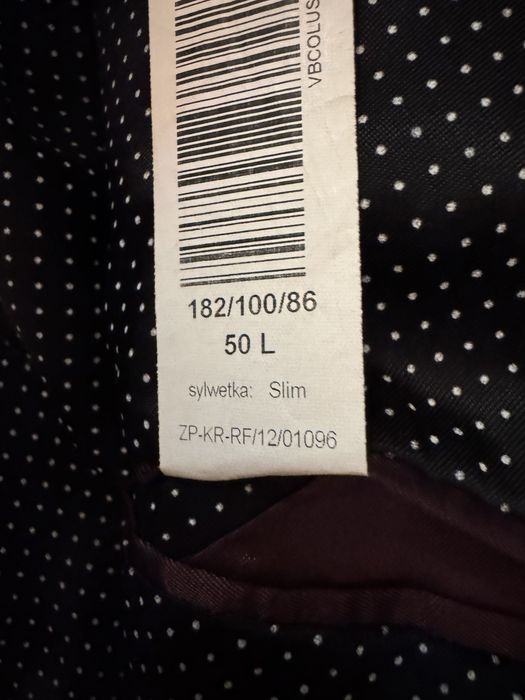 VBCOLUS
182/100/86
50 L
sylwetka: Slim
ZP-KR-RF/12/01096